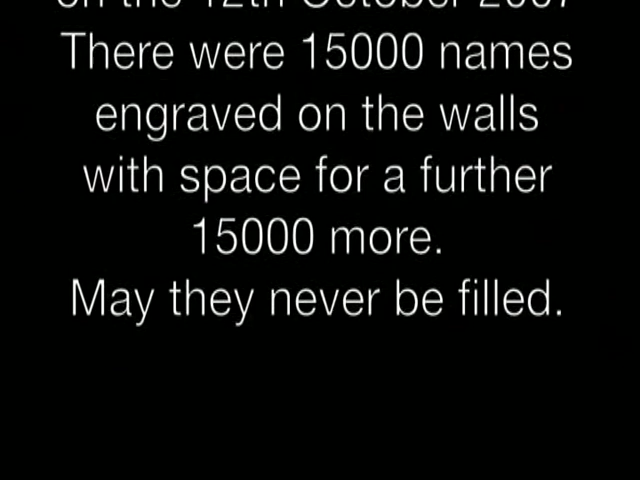 on the 12th October 2007
There were 15000 names
engraved on the walls
with space for a further
15000 more.
May they never be filled.